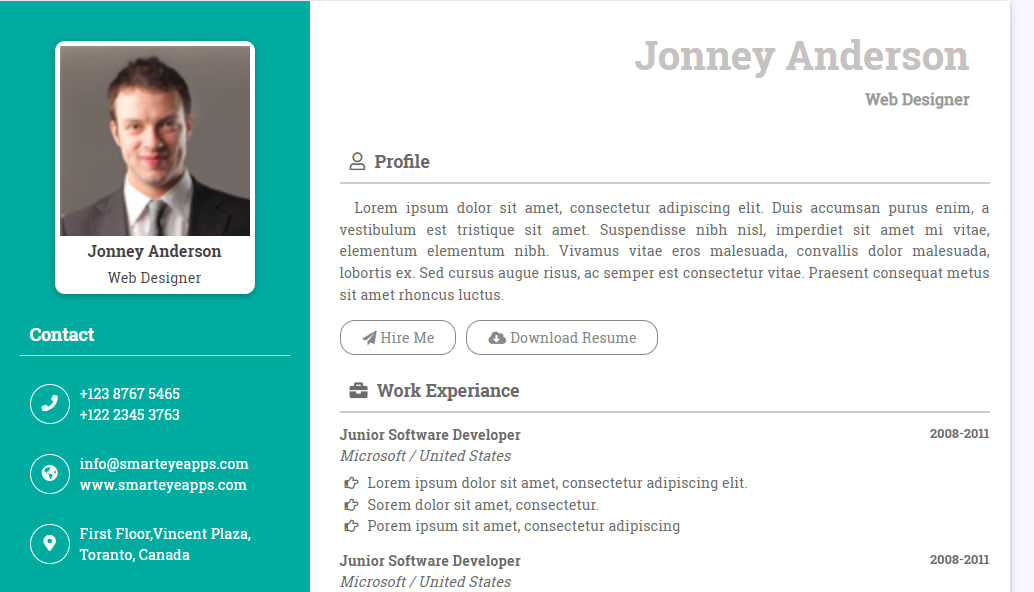 Jonney Anderson
Web Designer
Contact
+123 8767 5465
+122 2345 3763
info@smarteyeapps.com
www.smarteyeapps.com
First Floor,Vincent Plaza,
Toranto, Canada
Jonney Anderson
Web Designer
Profile
Lorem ipsum dolor sit amet, consectetur adipiscing elit. Duis accumsan purus enim, a
vestibulum est tristique sit amet. Suspendisse nibh nisl, imperdiet sit amet mi vitae,
elementum elementum nibh. Vivamus vitae eros malesuada, convallis dolor malesuada,
lobortis ex. Sed cursus augue risus, ac semper est consectetur vitae. Praesent consequat metus
sit amet rhoncus luctus.
Hire Me
Download Resume
Work Experiance
Junior Software Developer 2008-2011
Microsoft / United States
Lorem ipsum dolor sit amet, consectetur adipiscing elit.
Sorem dolor sit amet, consectetur.
Porem ipsum sit amet, consectetur adipiscing
Junior Software Developer 2008-2011
Microsoft / United States